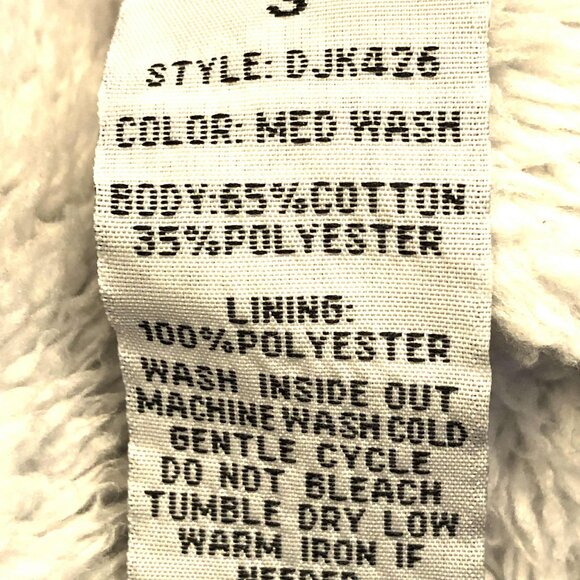 STYLE: DJK426
COLOR: MED WASH
BODY:65%COTTON
35%POLYESTER
LINING:
100%POLYESTER
WASH INSIDE OUT
MACHINE WASH COLD
GENTLE CYCLE
DO NOT BLEACH
TUMBLE DRY LOW
WARM IRON IF
NEEDED